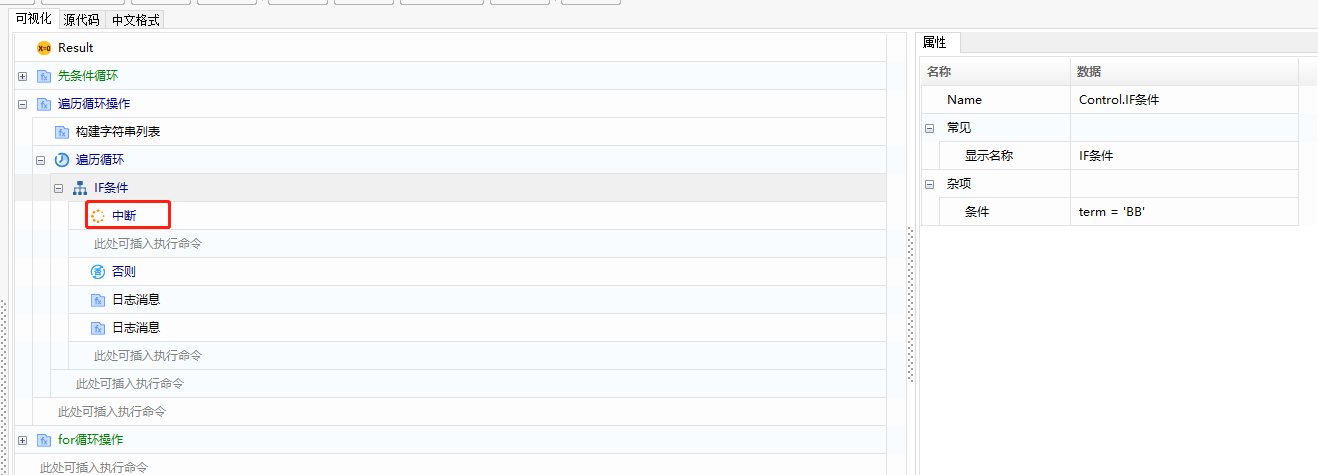 可视化 源代码 中文格式
Result
先条件循环
遍历循环操作
构建字符串列表
遍历循环
IF条件
中断
此处可插入执行命令
否则
日志消息
日志消息
此处可插入执行命令
此处可插入执行命令
此处可插入执行命令
for循环操作
此处可插入执行命令
属性
名称 数据
Name Control.IF条件
常见
显示名称 IF条件
杂项
条件 term = 'BB'